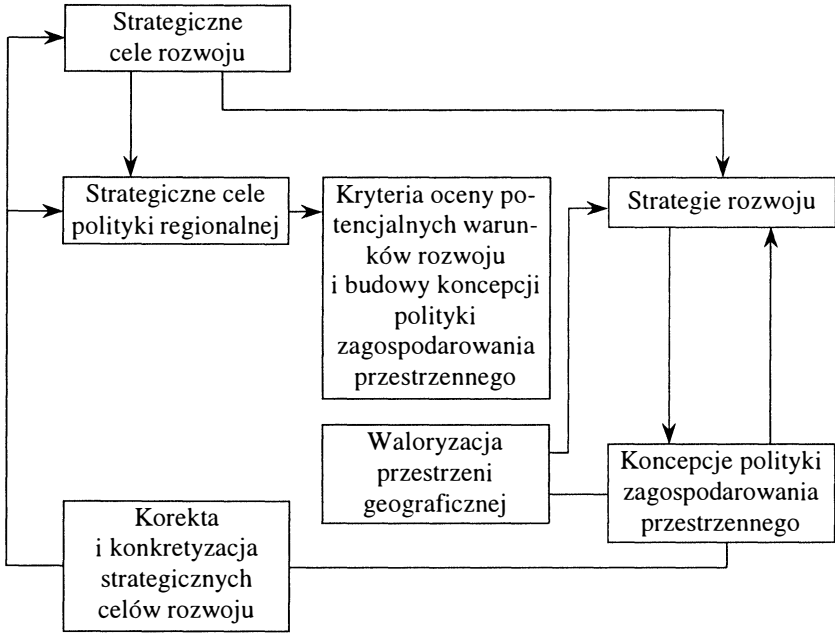 Strategiczne
cele rozwoju
Strategiczne cele
polityki regionalnej
Kryteria oceny po-
tencjalnych warun-
ków rozwoju
i budowy koncepcji
polityki
zagospodarowania
przestrzennego
Strategie rozwoju
Waloryzacja
przestrzeni
geograficznej
Koncepcje polityki
zagospodarowania
przestrzennego
Korekta
i konkretyzacja
strategicznych
celów rozwoju